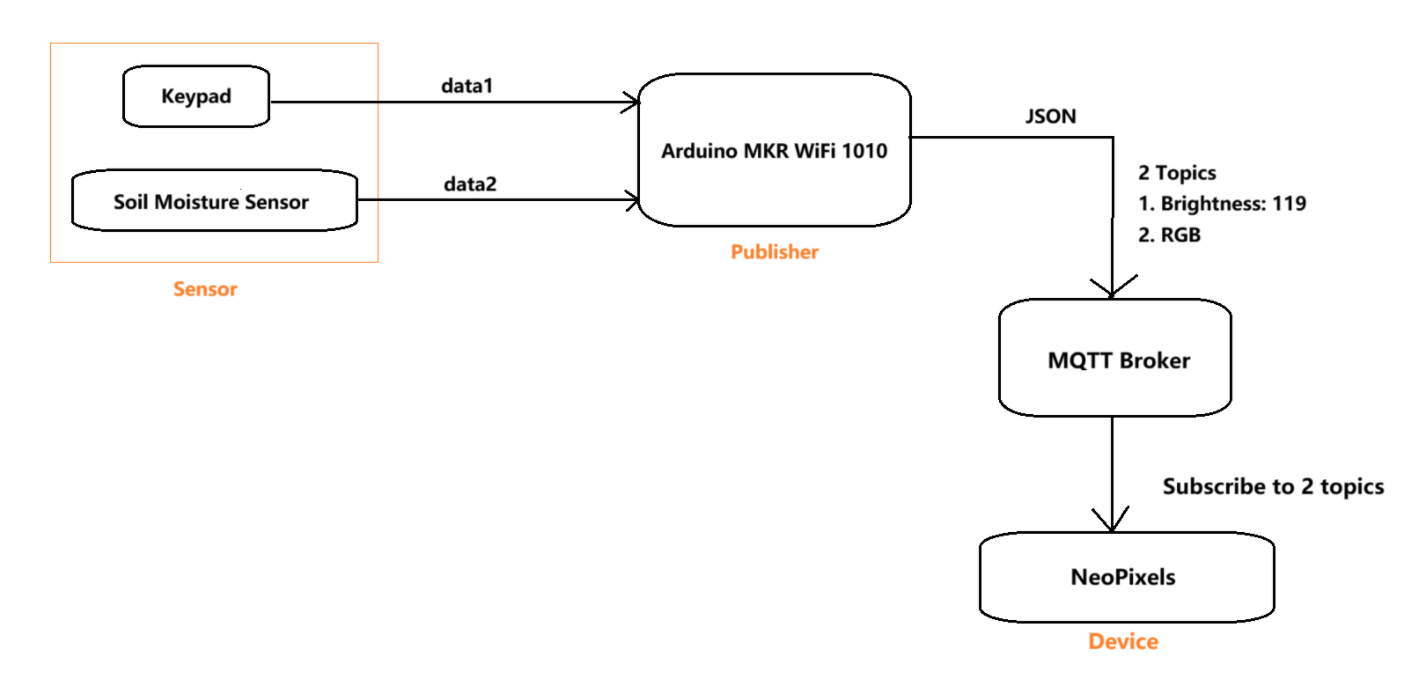 Keypad
data1
Soil Moisture Sensor
data2
Sensor
Arduino MKR WiFi 1010
Publisher
JSON
2 Topics
1. Brightness: 119
2. RGB
MQTT Broker
Subscribe to 2 topics
NeoPixels
Device